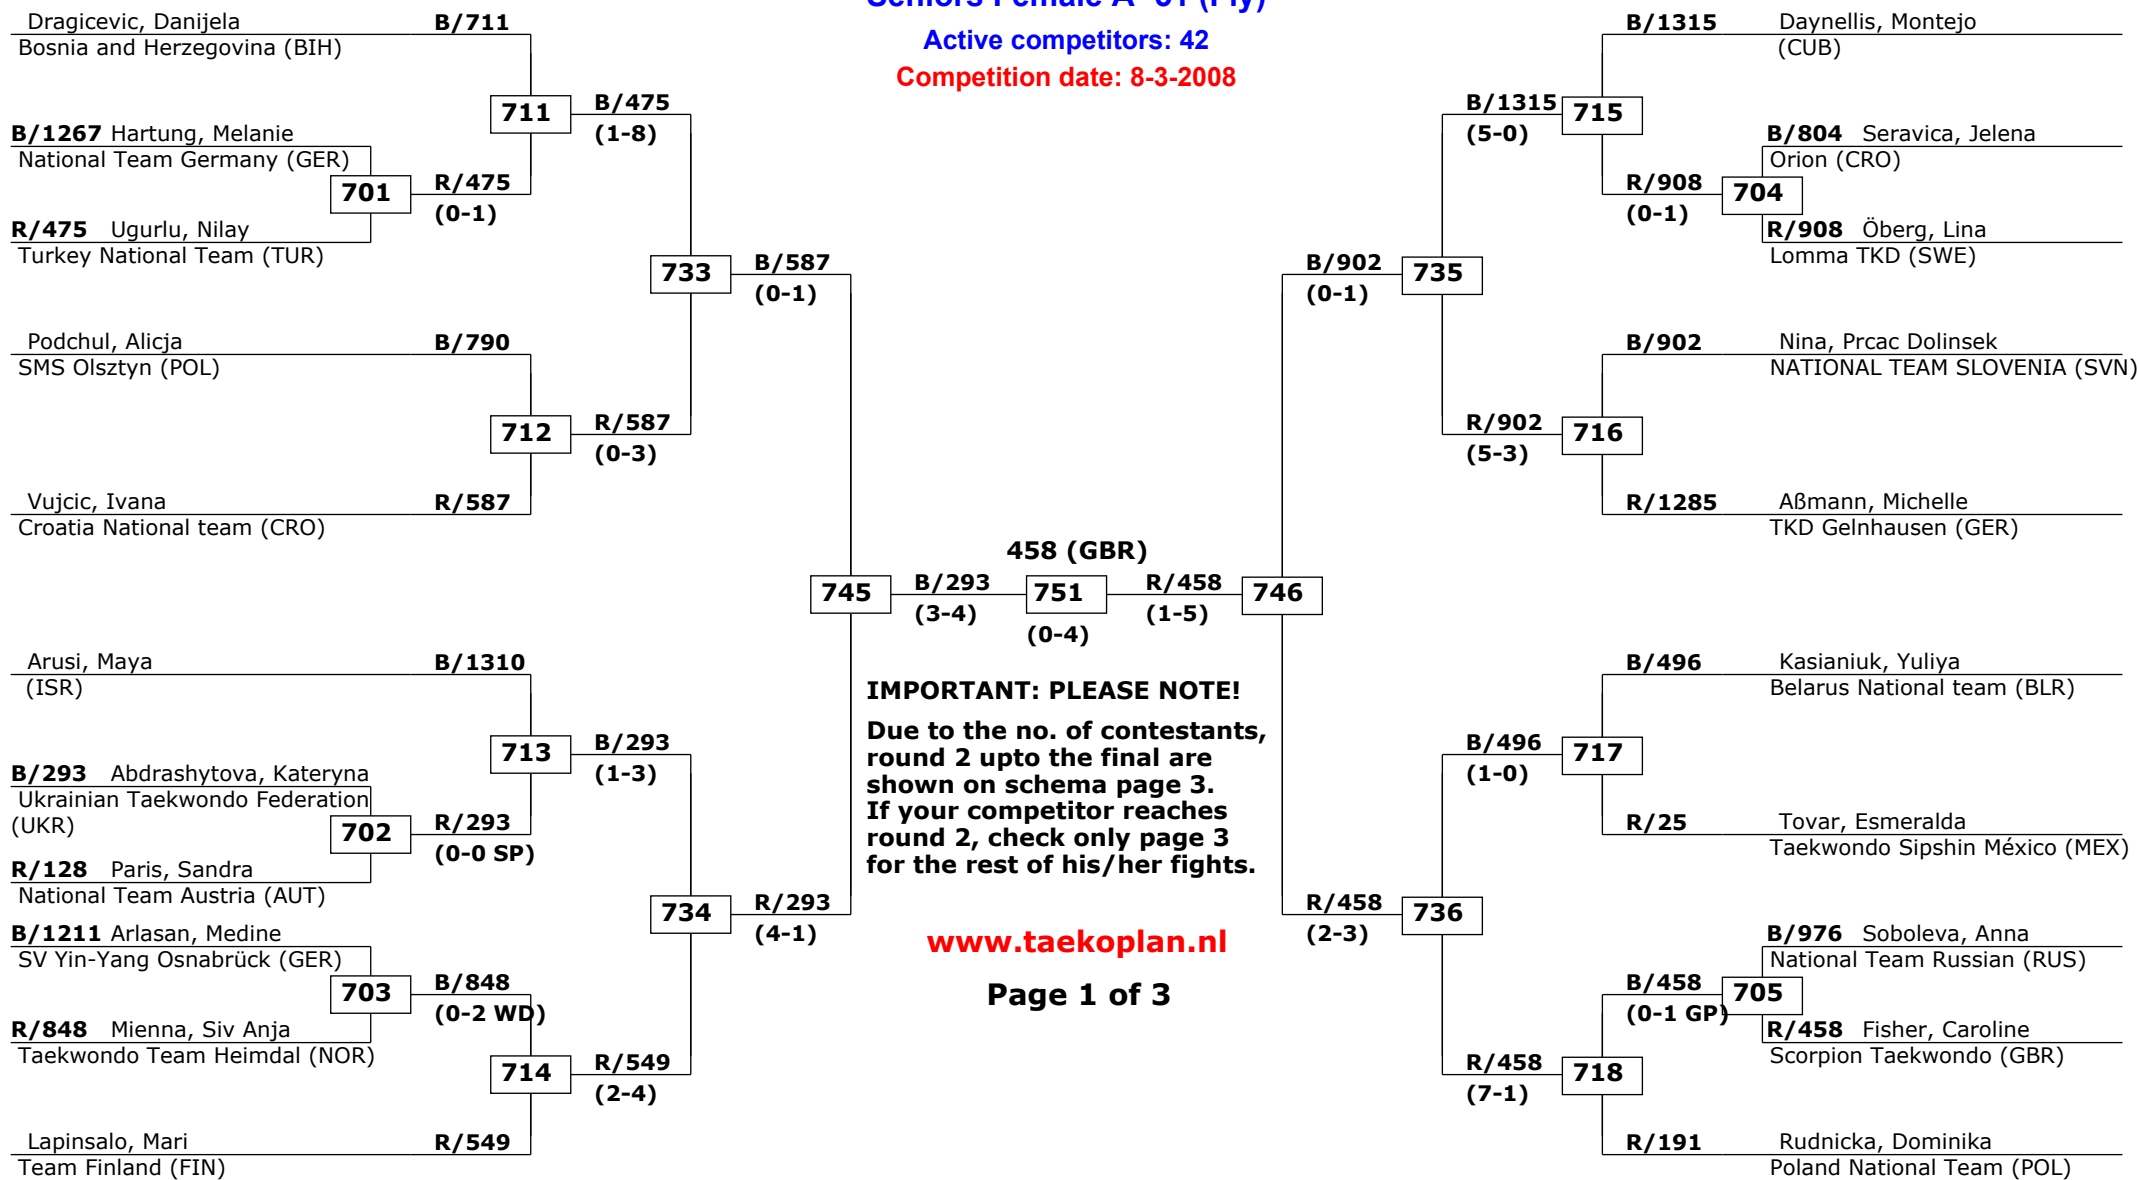 Seniors Female A -51 (Fly)
Active competitors: 42
Competition date: 8-3-2008
Dragicevic, Danijela B/711
Bosnia and Herzegovina (BIH)
711
B/475
(1-8)
B/1267 Hartung, Melanie
National Team Germany (GER)
701
R/475
(0-1)
R/475 Ugurlu, Nilay
Turkey National Team (TUR)
733
B/587
(0-1)
Podchul, Alicja B/790
SMS Olsztyn (POL)
712
R/587
(0-3)
Vujcic, Ivana R/587
Croatia National team (CRO)
745
B/293
(3-4)
458 (GBR)
751
(0-4)
R/458
(1-5)
746
Arusi, Maya B/1310
(ISR)
713
B/293
(1-3)
B/293 Abdrashytova, Kateryna
Ukrainian Taekwondo Federation
(UKR)
702
R/293
(0-0 SP)
R/128 Paris, Sandra
National Team Austria (AUT)
734
R/293
(4-1)
B/1211 Arlasan, Medine
SV Yin-Yang Osnabrück (GER)
703
B/848
(0-2 WD)
R/848 Mienna, Siv Anja
Taekwondo Team Heimdal (NOR)
714
R/549
(2-4)
Lapinsalo, Mari R/549
Team Finland (FIN)
IMPORTANT: PLEASE NOTE!
Due to the no. of contestants,
round 2 upto the final are
shown on schema page 3.
If your competitor reaches
round 2, check only page 3
for the rest of his/her fights.
www.taekoplan.nl
Page 1 of 3
B/1315 Daynellis, Montejo
(CUB)
B/1315
(5-0)
715
B/804 Seravica, Jelena
Orion (CRO)
R/908
(0-1)
704
R/908 Öberg, Lina
Lomma TKD (SWE)
B/902
(0-1)
735
B/902 Nina, Prcac Dolinsek
NATIONAL TEAM SLOVENIA (SVN)
R/902
(5-3)
716
R/1285 Aßmann, Michelle
TKD Gelnhausen (GER)
B/496 Kasianiuk, Yuliya
Belarus National team (BLR)
B/496
(1-0)
717
R/25 Tovar, Esmeralda
Taekwondo Sipshin México (MEX)
R/458
(2-3)
736
B/976 Soboleva, Anna
National Team Russian (RUS)
B/458
(0-1 GP)
705
R/458 Fisher, Caroline
Scorpion Taekwondo (GBR)
R/458
(7-1)
718
R/191 Rudnicka, Dominika
Poland National Team (POL)